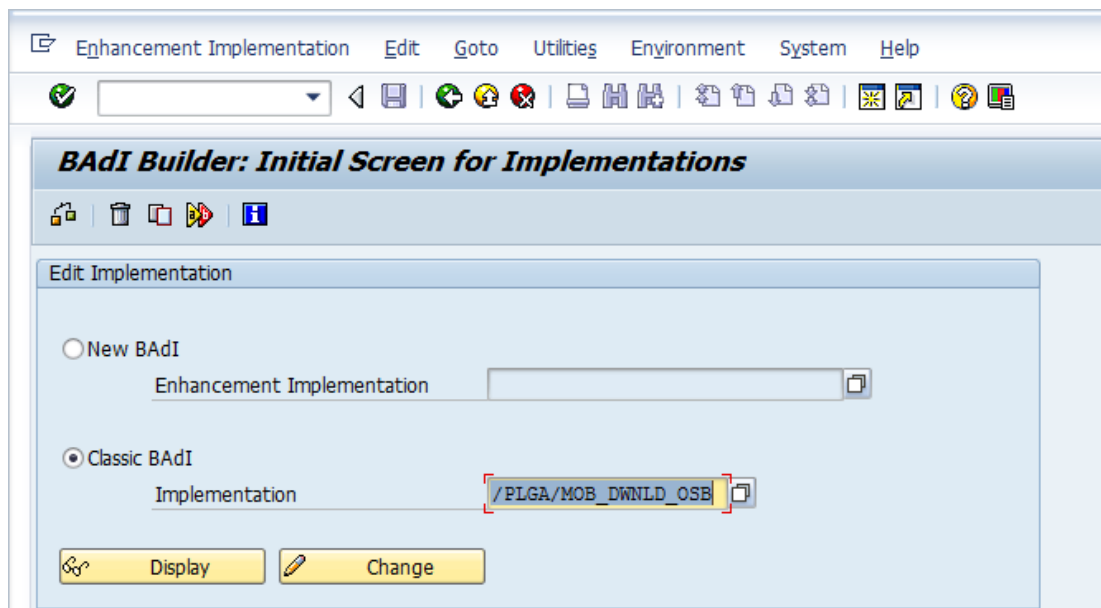 Enhancement Implementation Edit Goto Utilities Environment System Help
BAdI Builder: Initial Screen for Implementations
Edit Implementation
New BAdI
Enhancement Implementation
Classic BAdI
Implementation /PLGA/MOB_DWNLD_OSB
Display Change